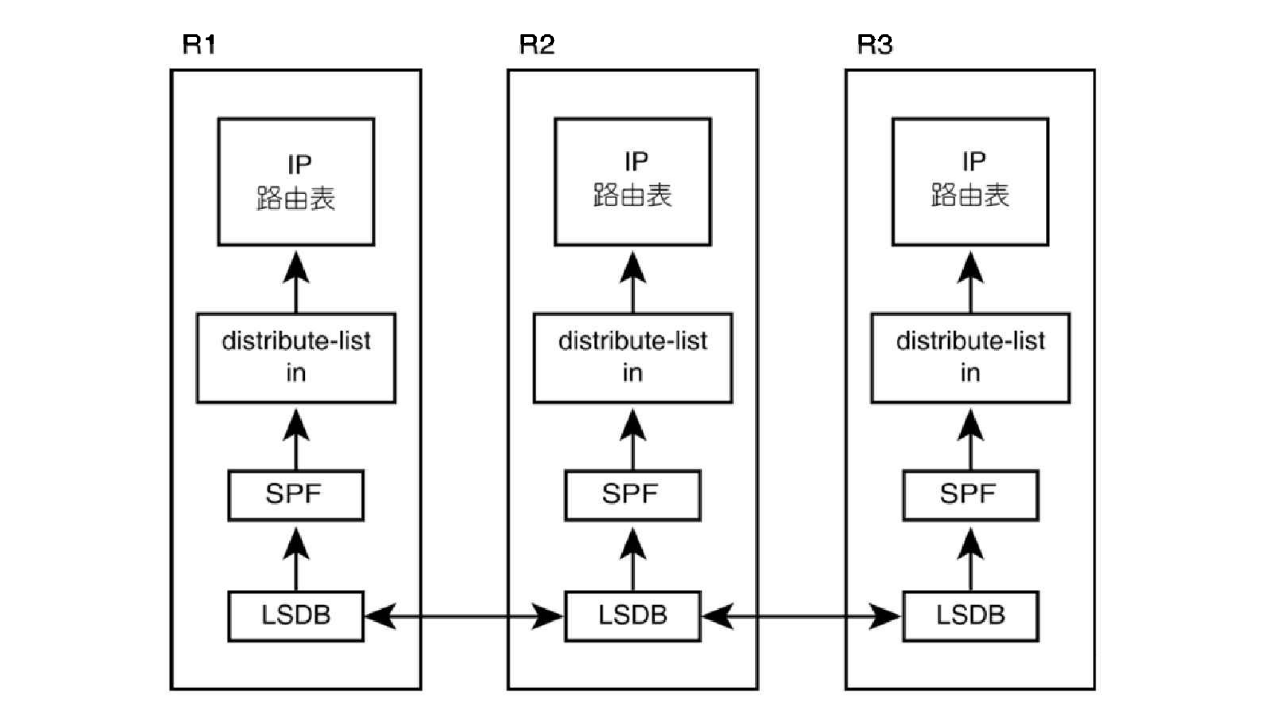 R1
IP
路由表
distribute-list
in
SPF
LSDB
R2
IP
路由表
distribute-list
in
SPF
LSDB
R3
IP
路由表
distribute-list
in
SPF
LSDB